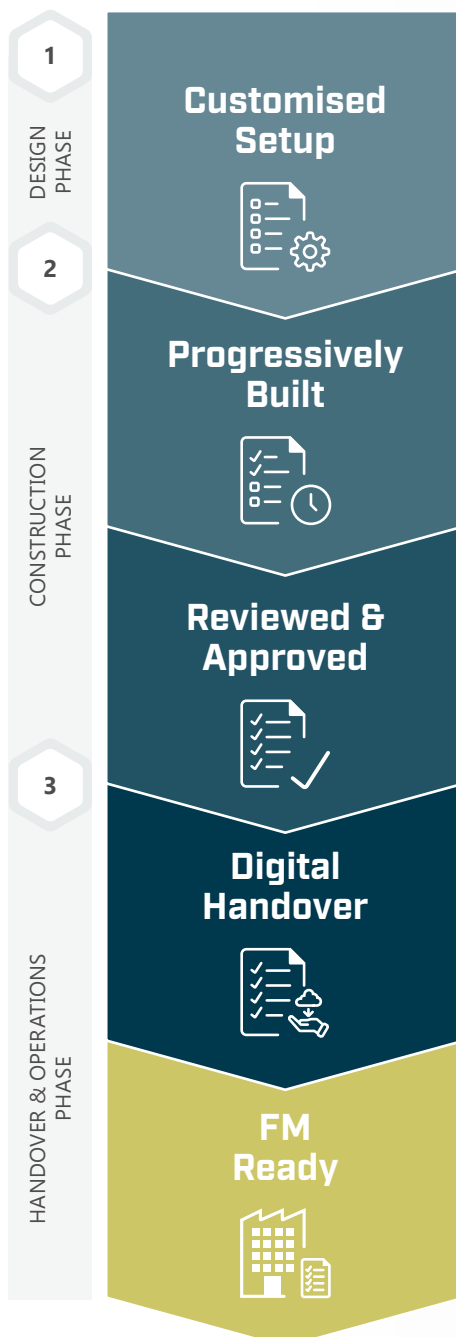 1
DESIGN
PHASE
Customised
Setup
2
CONSTRUCTION
PHASE
Progressively
Built
Reviewed &
Approved
3
HANDOVER & OPERATIONS
PHASE
Digital
Handover
FM
Ready